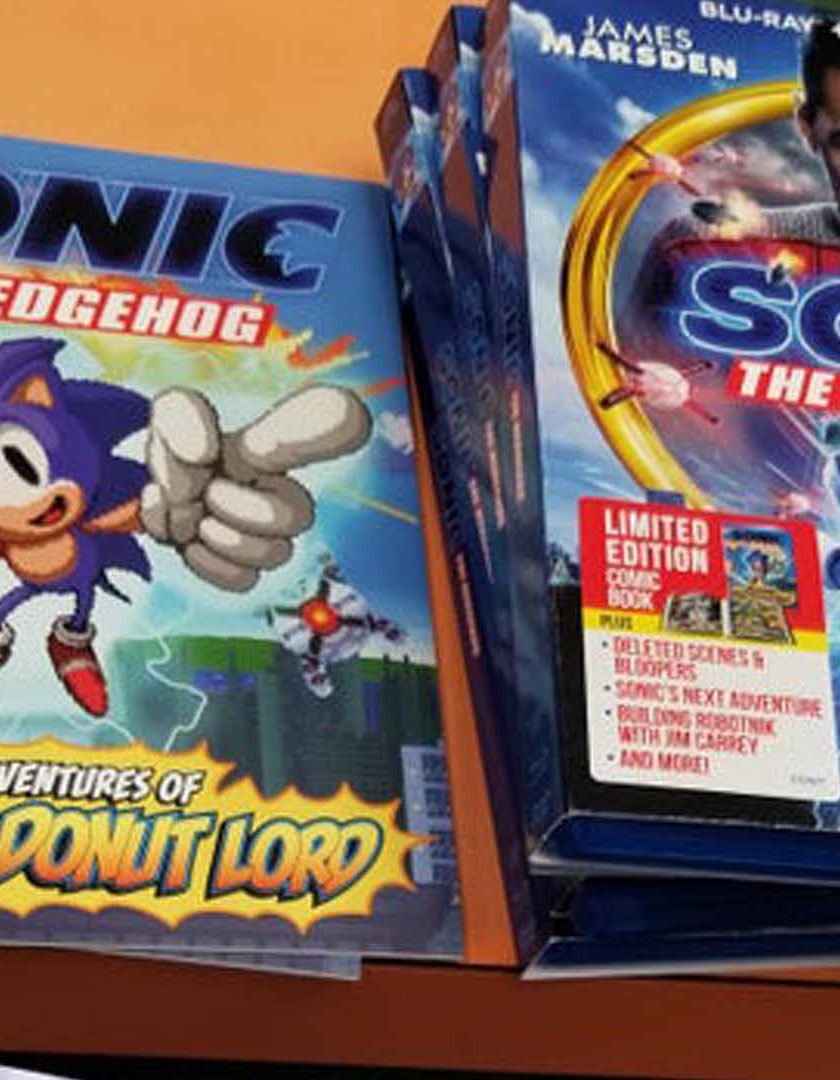 ONIC
EDGEHOG
VENTURES OF
DONUT LORD
BLU-RAY
JAMES
MARSDEN
SO
THE
LIMITED
EDITION
COMIC
BOOK
PLUS
• DELETED SCENES &
BLOOPERS
• SONIC'S NEXT ADVENTURE
• BUILDING ROBOTNIK
WITH JIM CARREY
• AND MORE!